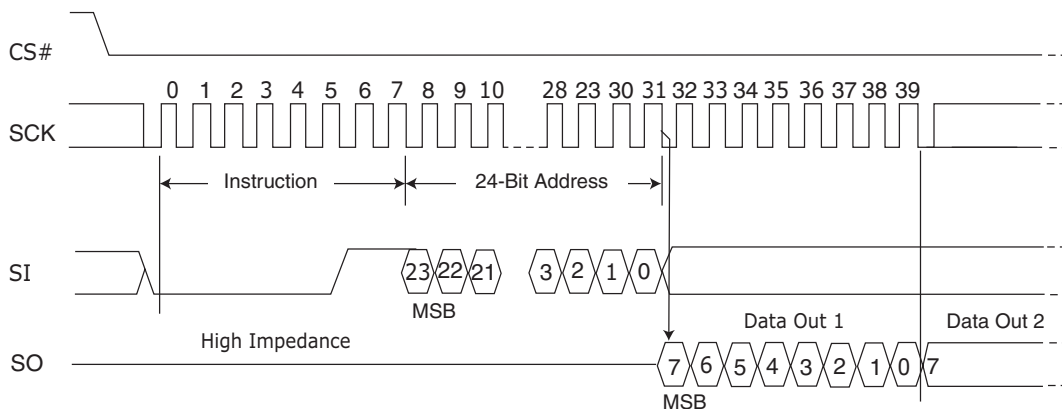 CS#
0 1 2 3 4 5 6 7 8 9 10 28 23 30 31 32 33 34 35 36 37 38 39
SCK
Instruction 24-Bit Address
SI 23 22 21 3 2 1 0
MSB
High Impedance Data Out 1 Data Out 2
SO 7 6 5 4 3 2 1 0 7
MSB